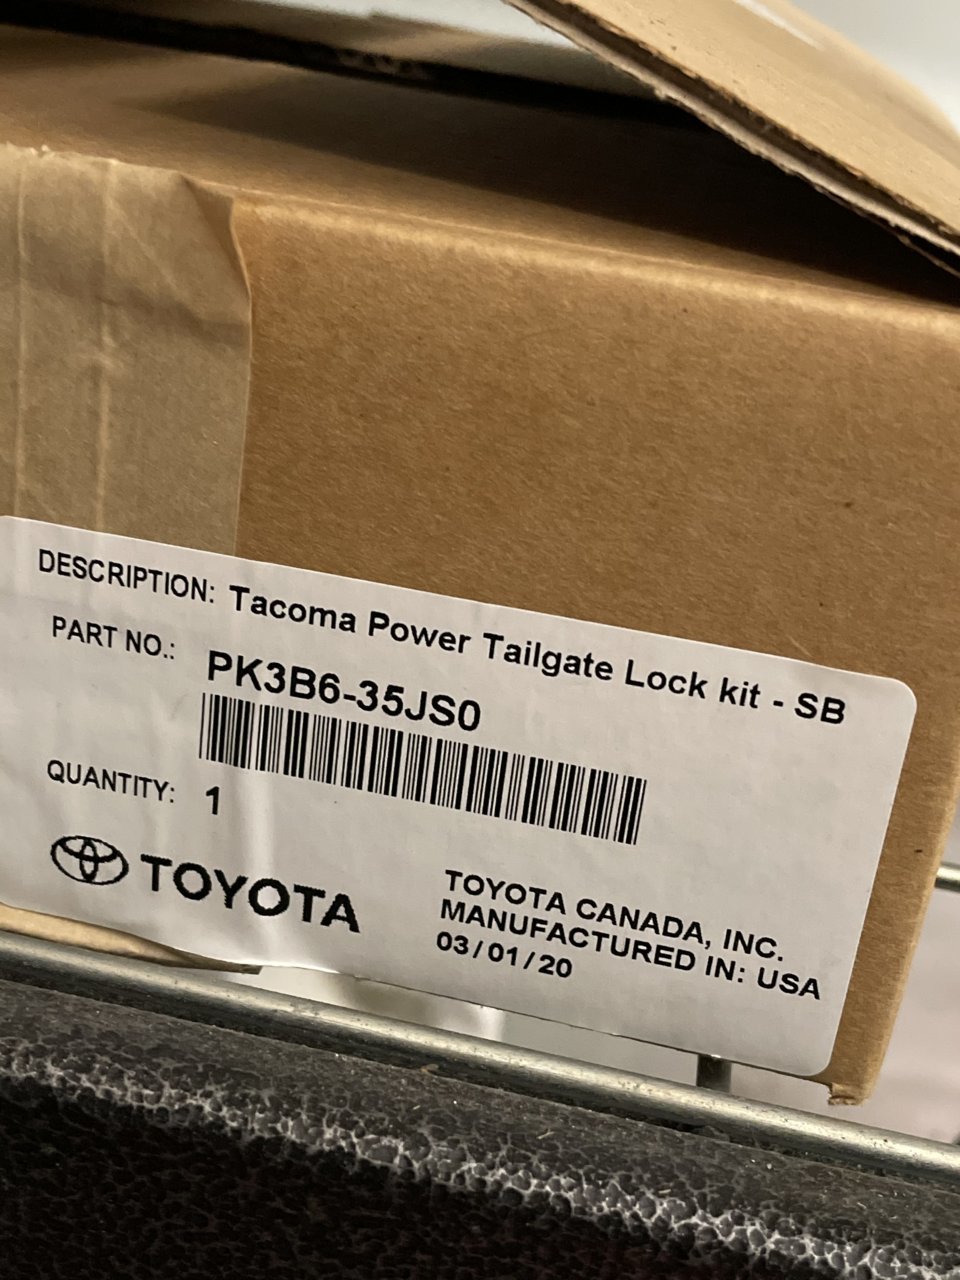 DESCRIPTION: Tacoma Power Tailgate Lock kit - SB
PART NO.: PK3B6-35JS0
QUANTITY: 1
TOYOTA
TOYOTA CANADA, INC.
MANUFACTURED IN: USA
03/01/20